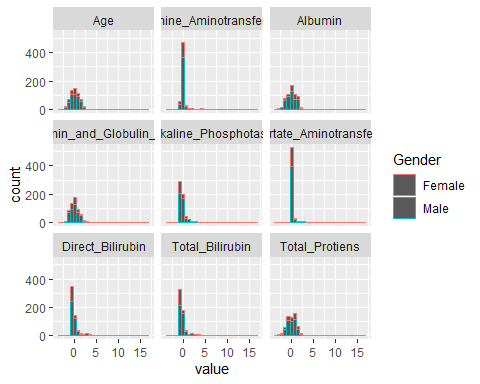 Age
nine_Aminotransfe
Albumin
min_and_Globulin_
kaline_Phosphotas
rtate_Aminotransfe
Direct_Bilirubin
Total_Bilirubin
Total_Protiens
400
200
0
400
200
0
400
200
0
0 5 10 15
0 5 10 15
0 5 10 15
count
value
Gender
Female
Male